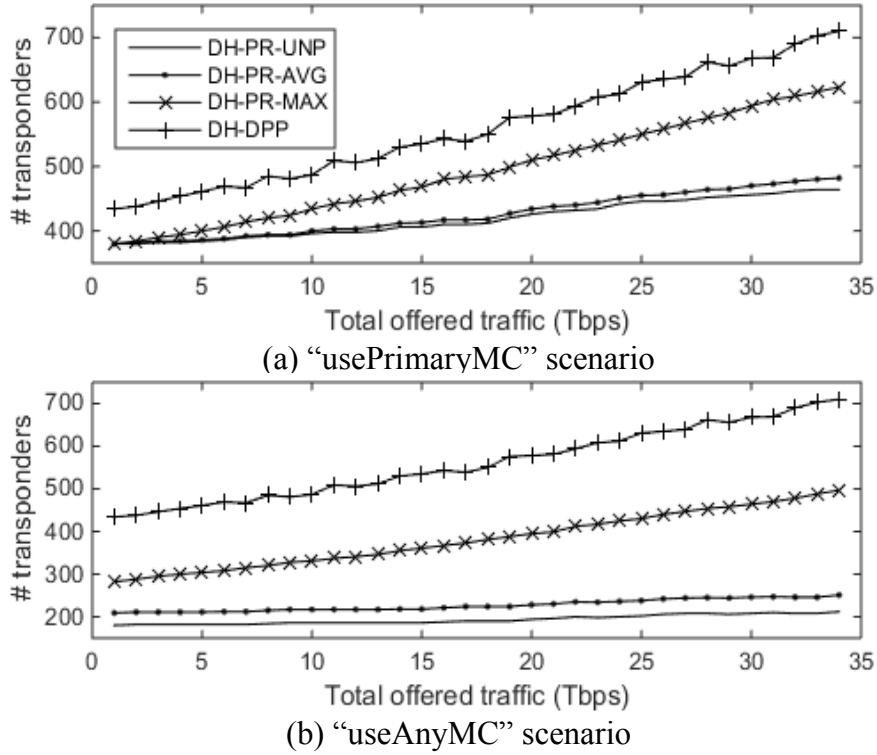 # transponders
700
600
500
400
DH-PR-UNP
DH-PR-AVG
DH-PR-MAX
DH-DPP
0 5 10 15 20 25 30 35
Total offered traffic (Tbps)
(a) “usePrimaryMC” scenario
# transponders
700
600
500
400
300
200
0 5 10 15 20 25 30 35
Total offered traffic (Tbps)
(b) “useAnyMC” scenario